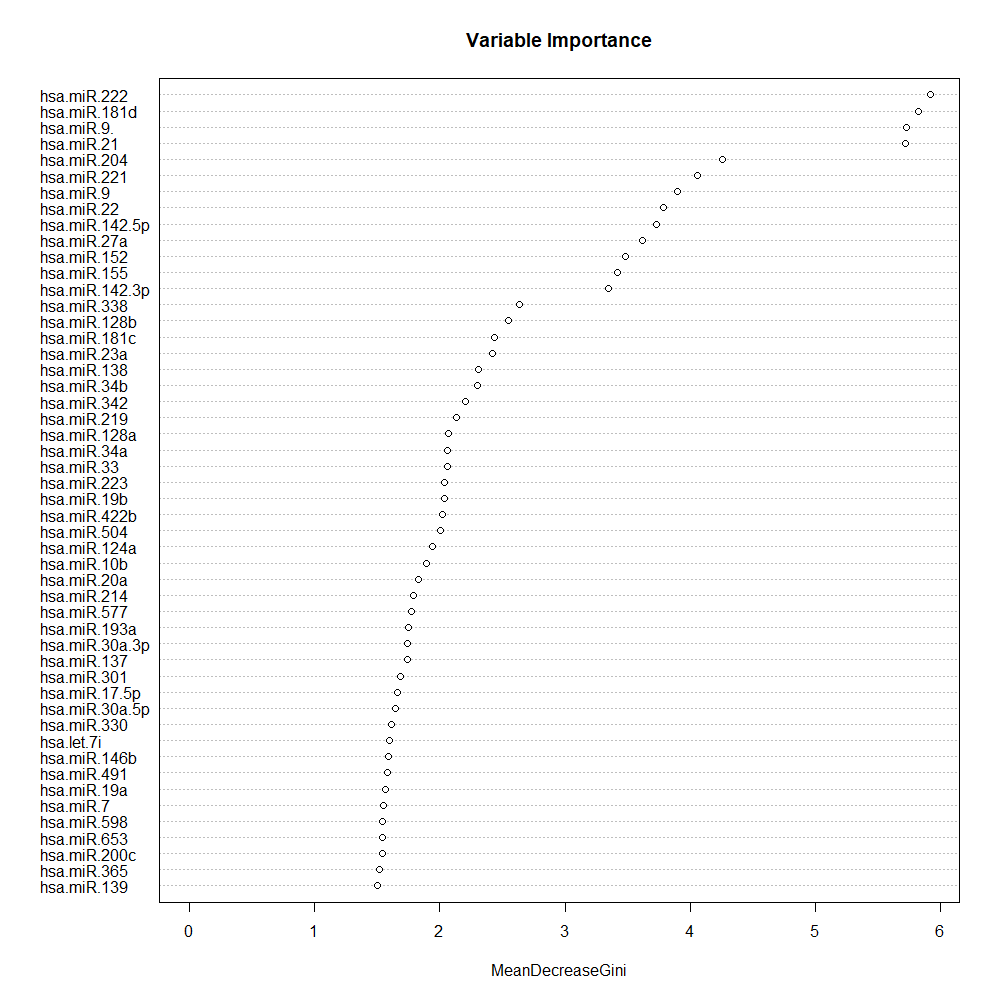 Variable Importance
hsa.miR.222
hsa.miR.181d
hsa.miR.9.
hsa.miR.21
hsa.miR.204
hsa.miR.221
hsa.miR.9
hsa.miR.22
hsa.miR.142.5p
hsa.miR.27a
hsa.miR.152
hsa.miR.155
hsa.miR.142.3p
hsa.miR.338
hsa.miR.128b
hsa.miR.181c
hsa.miR.23a
hsa.miR.138
hsa.miR.34b
hsa.miR.342
hsa.miR.219
hsa.miR.128a
hsa.miR.34a
hsa.miR.33
hsa.miR.223
hsa.miR.19b
hsa.miR.422b
hsa.miR.504
hsa.miR.124a
hsa.miR.10b
hsa.miR.20a
hsa.miR.214
hsa.miR.577
hsa.miR.193a
hsa.miR.30a.3p
hsa.miR.137
hsa.miR.301
hsa.miR.17.5p
hsa.miR.30a.5p
hsa.miR.330
hsa.let.7i
hsa.miR.146b
hsa.miR.491
hsa.miR.19a
hsa.miR.7
hsa.miR.598
hsa.miR.653
hsa.miR.200c
hsa.miR.365
hsa.miR.139
0 1 2 3 4 5 6
MeanDecreaseGini